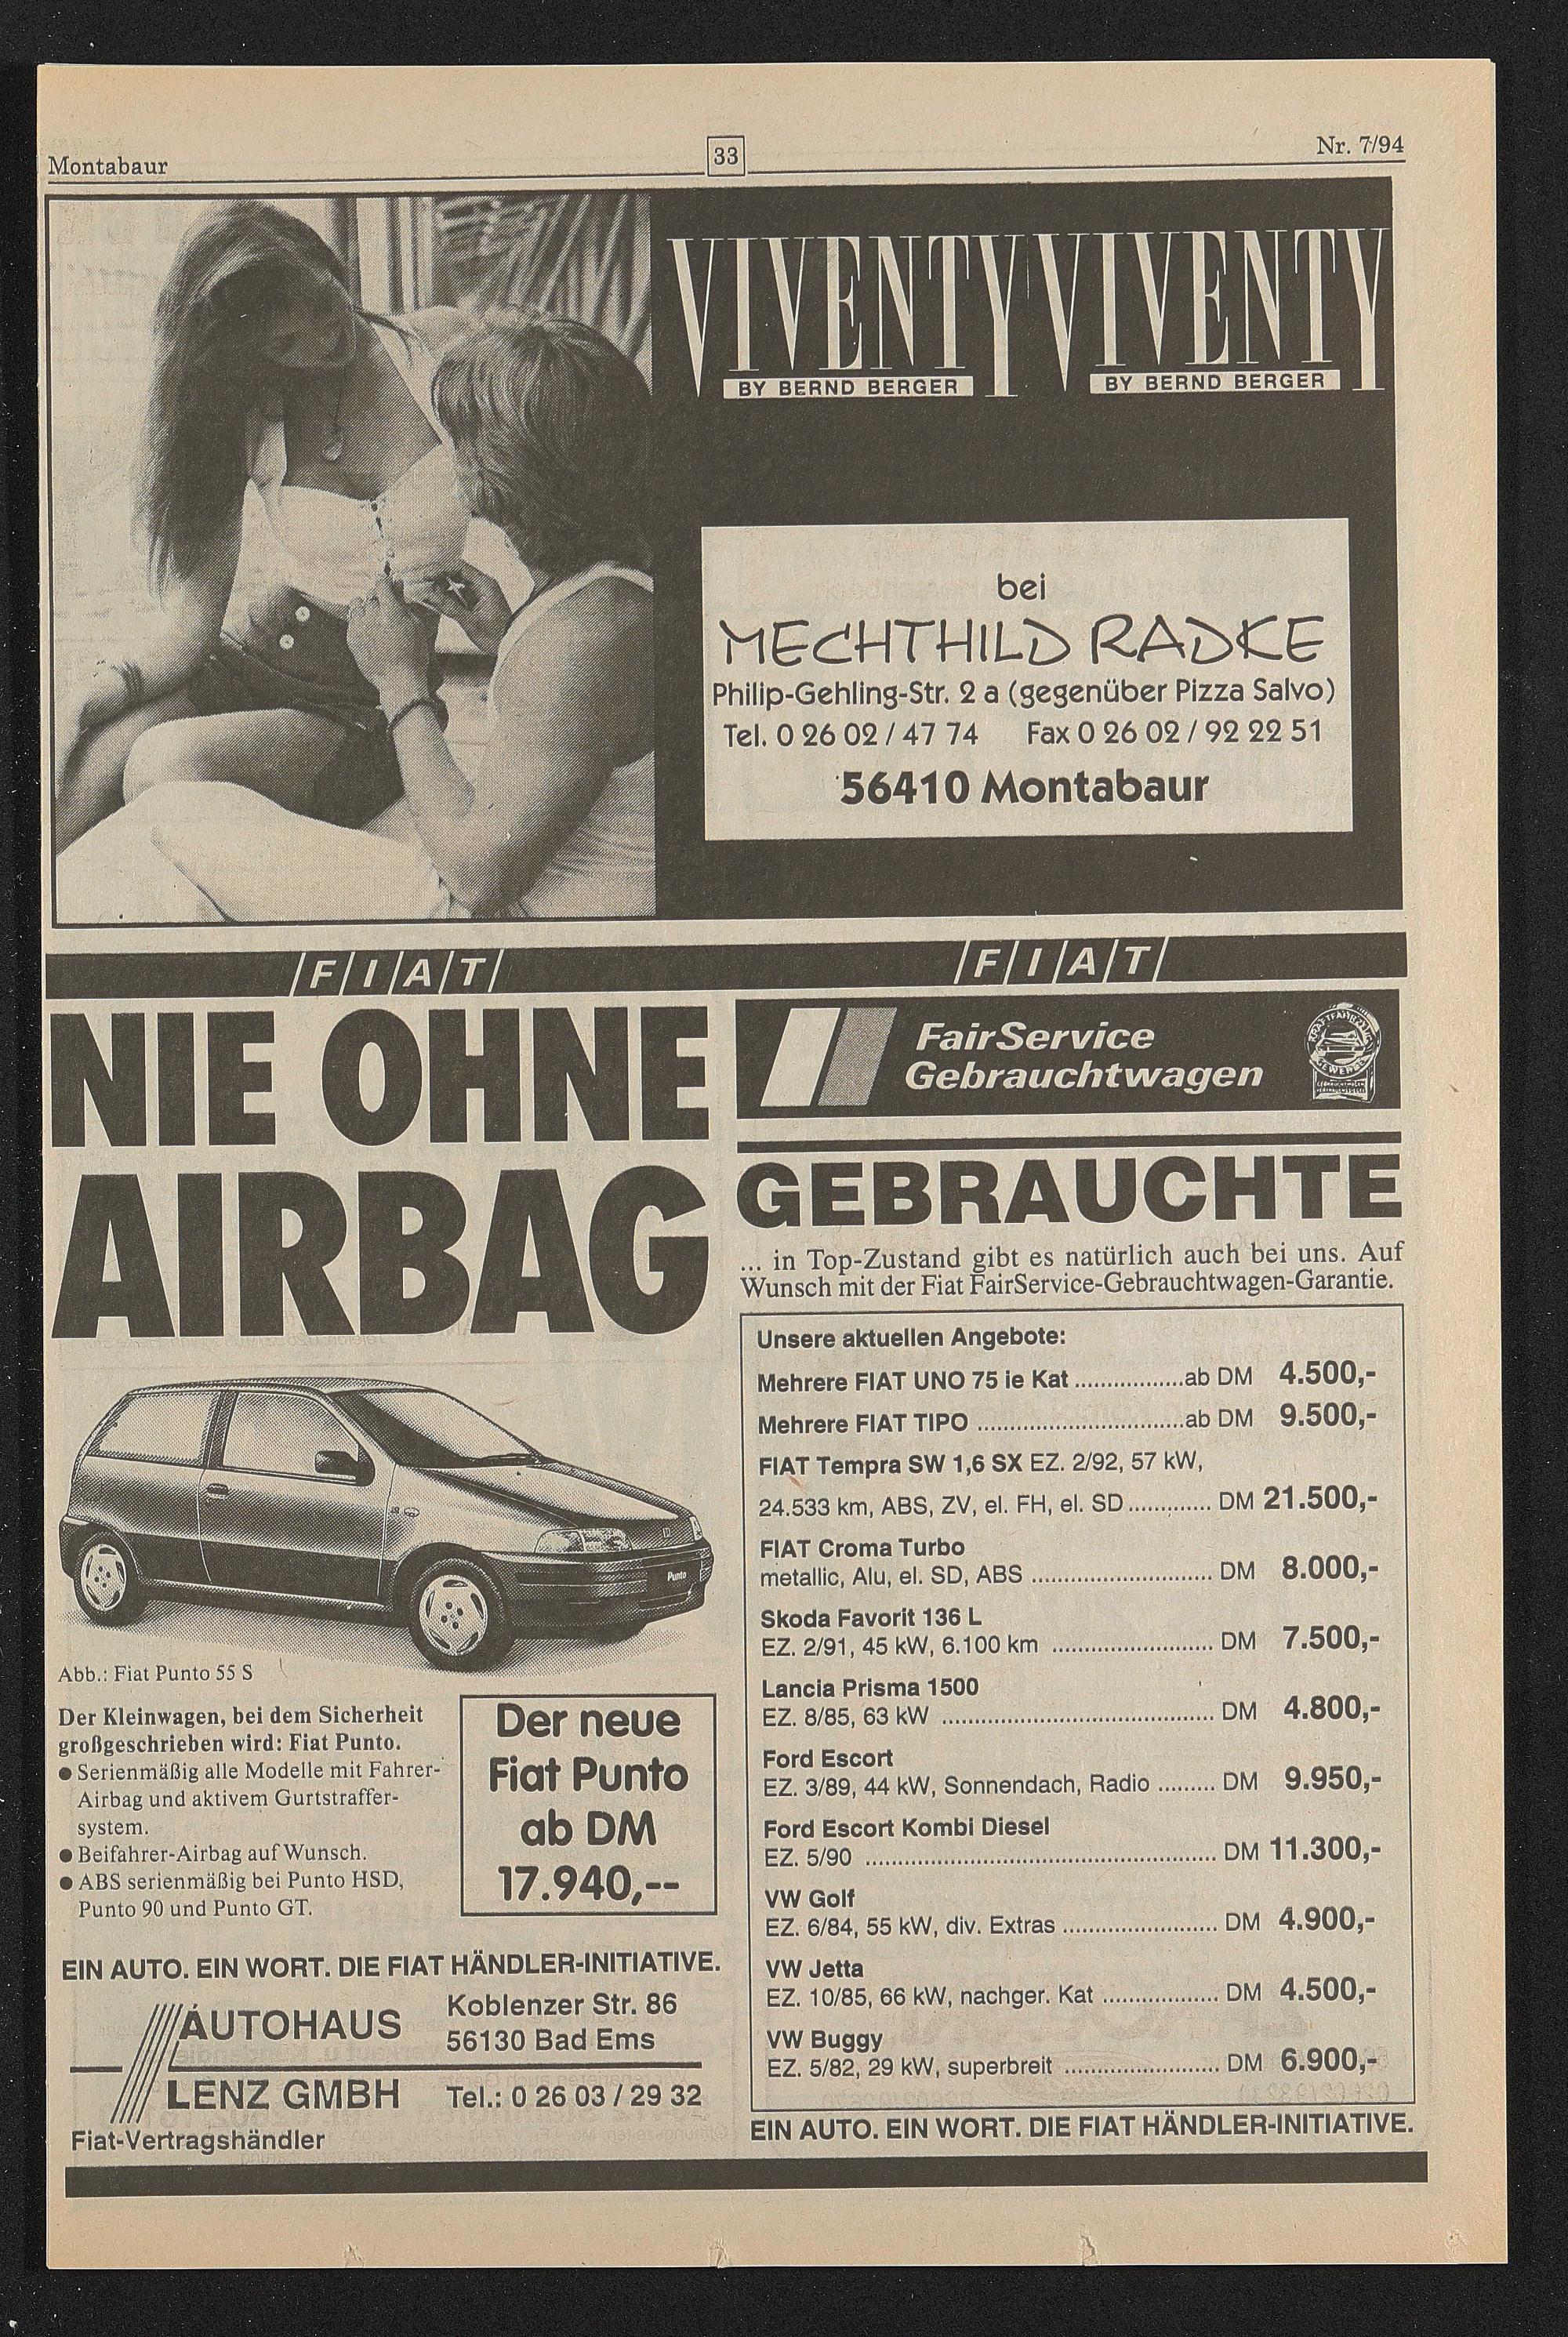 Montabaur
33
Nr. 7/94
VIVENTY VIVENTY
BY BERND BERGER BY BERND BERGER
bei
MECHTHILD RADKE
Philip-Gehling-Str. 2 a (gegenüber Pizza Salvo)
Tel. 0 26 02 / 47 74 Fax 0 26 02 / 92 22 51
56410 Montabaur
FIAT FIAT
NIE OHNE
AIRBAG
Punto
Abb.: Fiat Punto 55 S
Der Kleinwagen, bei dem Sicherheit
großgeschrieben wird: Fiat Punto.
● Serienmäßig alle Modelle mit Fahrer-
Airbag und aktivem Gurtstraffer-
system.
● Beifahrer-Airbag auf Wunsch.
● ABS serienmäßig bei Punto HSD,
Punto 90 und Punto GT.
Der neue
Fiat Punto
ab DM
17.940,--
EIN AUTO. EIN WORT. DIE FIAT HÄNDLER-INITIATIVE.
AUTOHAUS
LENZ GMBH
Koblenzer Str. 86
56130 Bad Ems
Tel.: 0 26 03 / 29 32
Fiat-Vertragshändler
FairService
Gebrauchtwagen
KRAFTFAHRZEUG
GEWERBE
GEBRAUCHTE
... in Top-Zustand gibt es natürlich auch bei uns. Auf
Wunsch mit der Fiat FairService-Gebrauchtwagen-Garantie.
Unsere aktuellen Angebote:
Mehrere FIAT UNO 75 ie Kat .................ab DM 4.500,-
Mehrere FIAT TIPO ................................ab DM 9.500,-
FIAT Tempra SW 1,6 SX EZ. 2/92, 57 kW,
24.533 km, ABS, ZV, el. FH, el. SD............. DM 21.500,-
FIAT Croma Turbo
metallic, Alu, el. SD, ABS ............................ DM 8.000,-
Skoda Favorit 136 L
EZ. 2/91, 45 kW, 6.100 km ......................... DM 7.500,-
Lancia Prisma 1500
EZ. 8/85, 63 kW .......................................... DM 4.800,-
Ford Escort
EZ. 3/89, 44 kW, Sonnendach, Radio ......... DM 9.950,-
Ford Escort Kombi Diesel
EZ. 5/90 ...................................................... DM 11.300,-
VW Golf
EZ. 6/84, 55 kW, div. Extras ........................ DM 4.900,-
VW Jetta
EZ. 10/85, 66 kW, nachger. Kat .................. DM 4.500,-
VW Buggy
EZ. 5/82, 29 kW, superbreit ........................ DM 6.900,-
EIN AUTO. EIN WORT. DIE FIAT HÄNDLER-INITIATIVE.